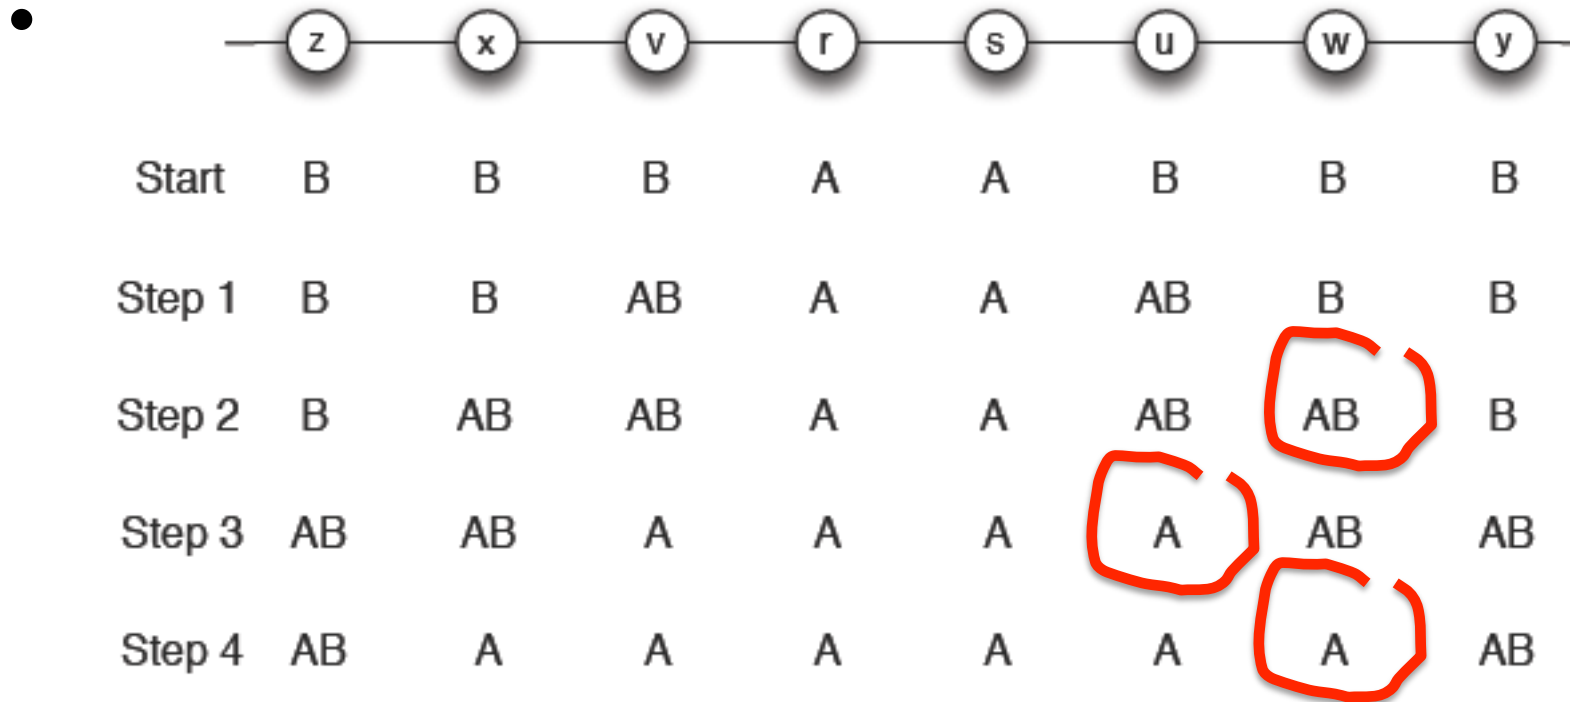 z x v r s u w y
Start B B B A A B B B
Step 1 B B AB A A AB B B
Step 2 B AB AB A A AB AB B
Step 3 AB AB A A A A AB AB
Step 4 AB A A A A A A AB